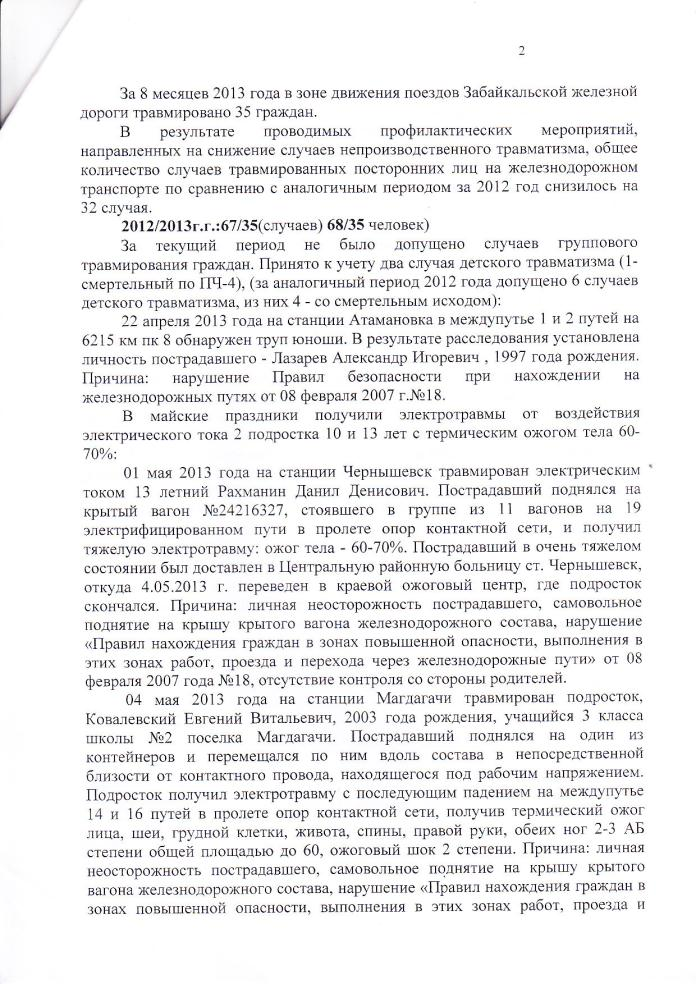 2
За 8 месяцев 2013 года в зоне движения поездов Забайкальской железной
дороги травмировано 35 граждан.
В результате проводимых профилактических мероприятий,
направленных на снижение случаев непроизводственного травматизма, общее
количество случаев травмированных посторонних лиц на железнодорожном
транспорте по сравнению с аналогичным периодом за 2012 год снизилось на
32 случая.
2012/2013г.г.:67/35(случаев) 68/35 человек)
За текущий период не было допущено случаев группового
травмирования граждан. Принято к учету два случая детского травматизма (1-
смертельный по ПЧ-4), (за аналогичный период 2012 года допущено 6 случаев
детского травматизма, из них 4 - со смертельным исходом):
22 апреля 2013 года на станции Атамановка в междупутье 1 и 2 путей на
6215 км пк 8 обнаружен труп юноши. В результате расследования установлена
личность пострадавшего - Лазарев Александр Игоревич , 1997 года рождения.
Причина: нарушение Правил безопасности при нахождении на
железнодорожных путях от 08 февраля 2007 г.№18.
В майские праздники получили электротравмы от воздействия
электрического тока 2 подростка 10 и 13 лет с термическим ожогом тела 60-
70%:
01 мая 2013 года на станции Чернышевск травмирован электрическим
током 13 летний Рахманин Данил Денисович. Пострадавший поднялся на
крытый вагон №24216327, стоявшего в группе из 11 вагонов на 19
электрифицированном пути в пролете опор контактной сети, и получил
тяжелую электротравму: ожог тела - 60-70%. Пострадавший в очень тяжелом
состоянии был доставлен в Центральную районную больницу ст. Чернышевск,
откуда 4.05.2013 г. переведен в краевой ожоговый центр, где подросток
скончался. Причина: личная неосторожность пострадавшего, самовольное
поднятие на крышу крытого вагона железнодорожного состава, нарушение
«Правил нахождения граждан в зонах повышенной опасности, выполнения в
этих зонах работ, проезда и перехода через железнодорожные пути» от 08
февраля 2007 года №18, отсутствие контроля со стороны родителей.
04 мая 2013 года на станции Магдагачи травмирован подросток,
Ковалевский Евгений Витальевич, 2003 года рождения, учащийся 3 класса
школы №2 поселка Магдагачи. Пострадавший поднялся на один из
контейнеров и перемещался по ним вдоль состава в непосредственной
близости от контактного провода, находящегося под рабочим напряжением.
Подросток получил электротравму с последующим падением на междупутье
14 и 16 путей в пролете опор контактной сети, получив термический ожог
лица, шеи, грудной клетки, живота, спины, правой руки, обеих ног 2-3 АБ
степени общей площадью до 60, ожоговый шок 2 степени. Причина: личная
неосторожность пострадавшего, самовольное поднятие на крышу крытого
вагона железнодорожного состава, нарушение «Правил нахождения граждан в
зонах повышенной опасности, выполнения в этих зонах работ, проезда и